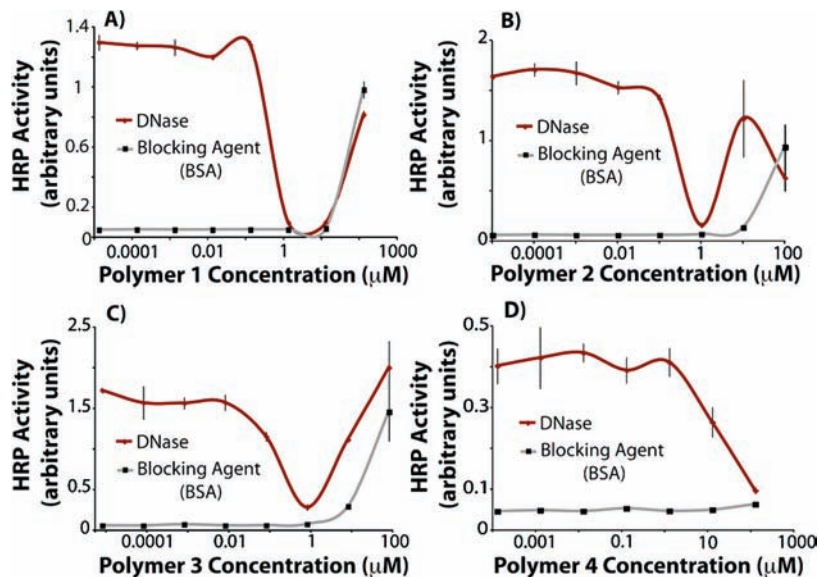 A)
1.4
1
0.6
0.2
0
HRP Activity
(arbitrary units)
DNase
Blocking Agent
(BSA)
0.0001 0.01 1 10 1000
Polymer 1 Concentration (µM)
B)
2
1
0
HRP Activity
(arbitrary units)
DNase
Blocking Agent
(BSA)
0.0001 0.01 1 100
Polymer 2 Concentration (µM)
C)
2.5
1.5
0.5
0
HRP Activity
(arbitrary units)
DNase
Blocking Agent
(BSA)
0.0001 0.01 1 100
Polymer 3 Concentration (µM)
D)
0.5
0.3
0.1
0
HRP Activity
(arbitrary units)
DNase
Blocking Agent
(BSA)
0.001 0.1 10 1000
Polymer 4 Concentration (µM)